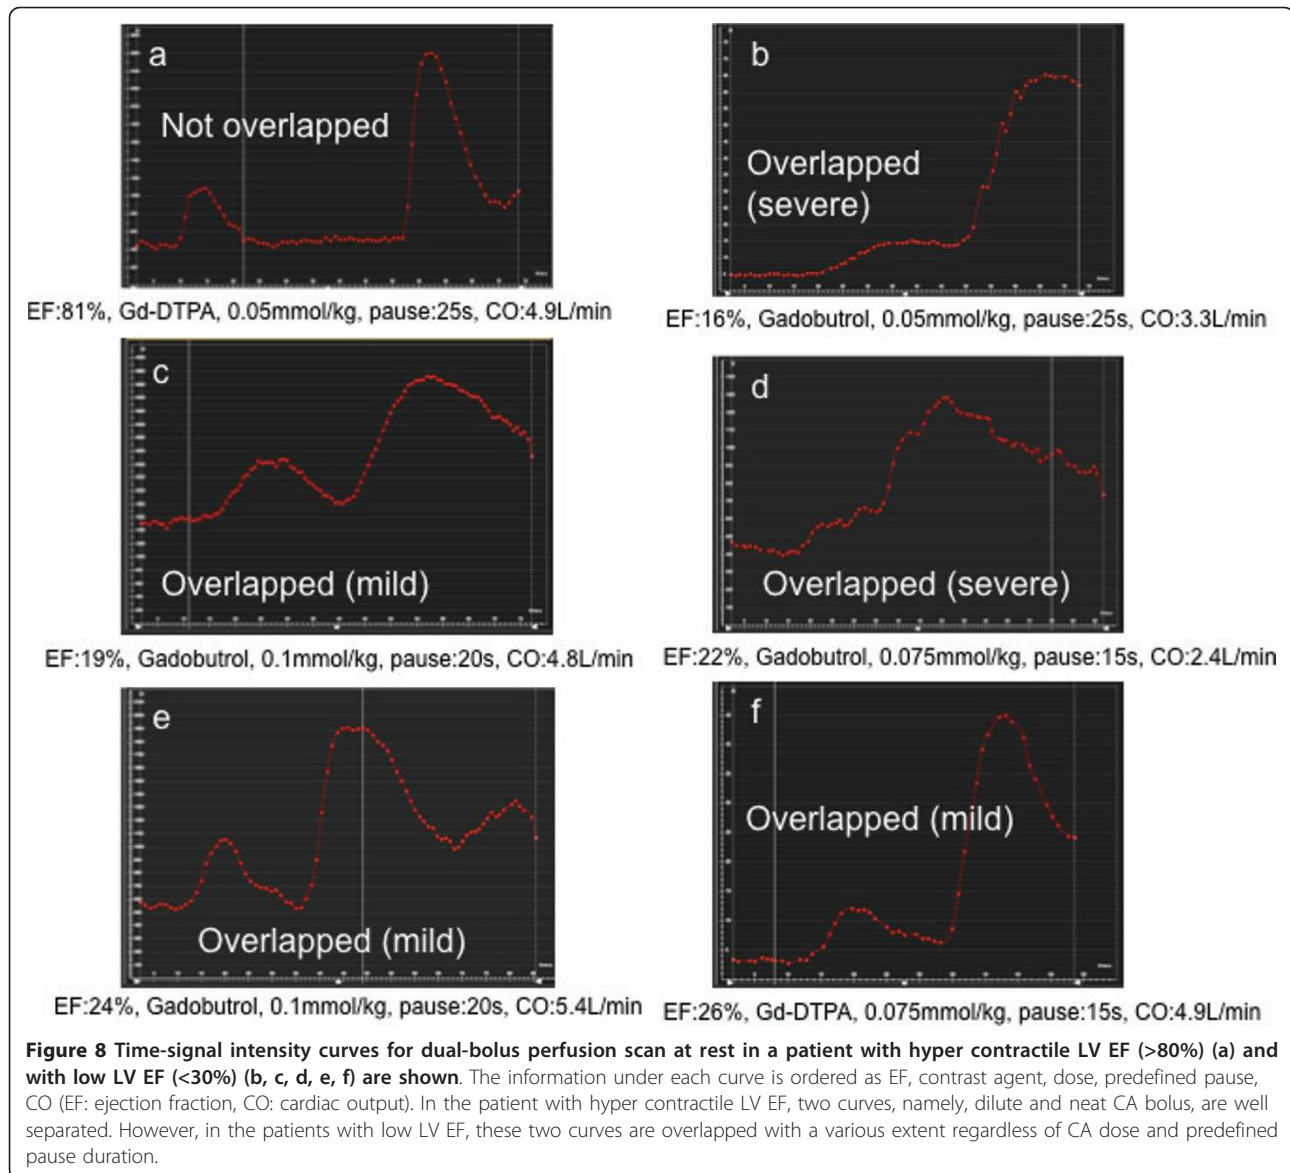 a
Not overlapped
EF:81%, Gd-DTPA, 0.05mmol/kg, pause:25s, CO:4.9L/min
b
Overlapped
(severe)
EF:16%, Gadobutrol, 0.05mmol/kg, pause:25s, CO:3.3L/min
c
Overlapped (mild)
EF:19%, Gadobutrol, 0.1mmol/kg, pause:20s, CO:4.8L/min
d
Overlapped (severe)
EF:22%, Gadobutrol, 0.075mmol/kg, pause:15s, CO:2.4L/min
e
Overlapped (mild)
EF:24%, Gadobutrol, 0.1mmol/kg, pause:20s, CO:5.4L/min
f
Overlapped (mild)
EF:26%, Gd-DTPA, 0.075mmol/kg, pause:15s, CO:4.9L/min
Figure 8 Time-signal intensity curves for dual-bolus perfusion scan at rest in a patient with hyper contractile LV EF (>80%) (a) and
with low LV EF (<30%) (b, c, d, e, f) are shown. The information under each curve is ordered as EF, contrast agent, dose, predefined pause,
CO (EF: ejection fraction, CO: cardiac output). In the patient with hyper contractile LV EF, two curves, namely, dilute and neat CA bolus, are well
separated. However, in the patients with low LV EF, these two curves are overlapped with a various extent regardless of CA dose and predefined
pause duration.